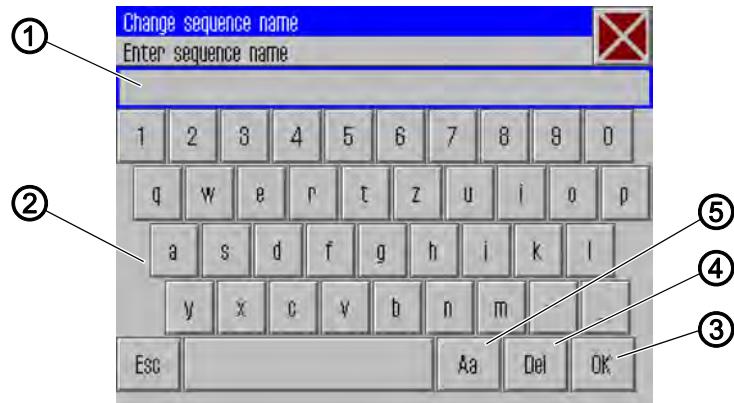 Change sequence name
①
Enter sequence name
1 2 3 4 5 6 7 8 9 0
q w e r t z u i o p
②
⑤
a s d f g h j k l
④
y x c v b n m
③
Esc Aa Del OK